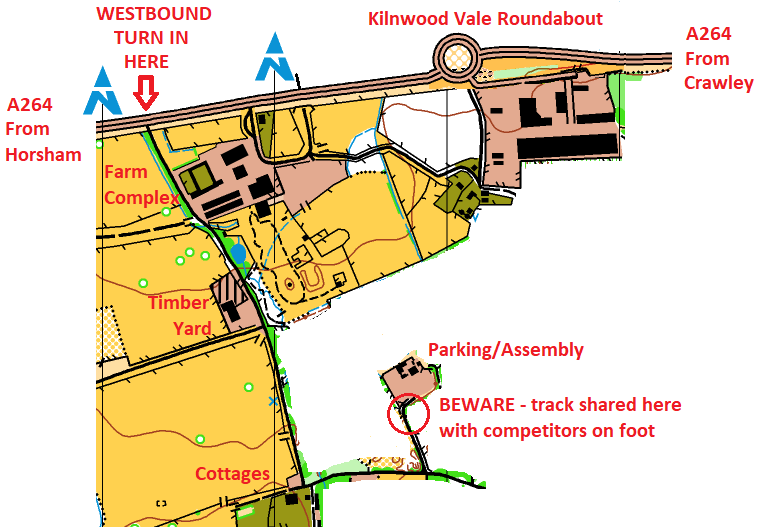 WESTBOUND
TURN IN
HERE
Kilnwood Vale Roundabout
A264
From
Crawley
A264
From
Horsham
N
N
Farm
Complex
Timber
Yard
Parking/Assembly
BEWARE - track shared here
with competitors on foot
Cottages